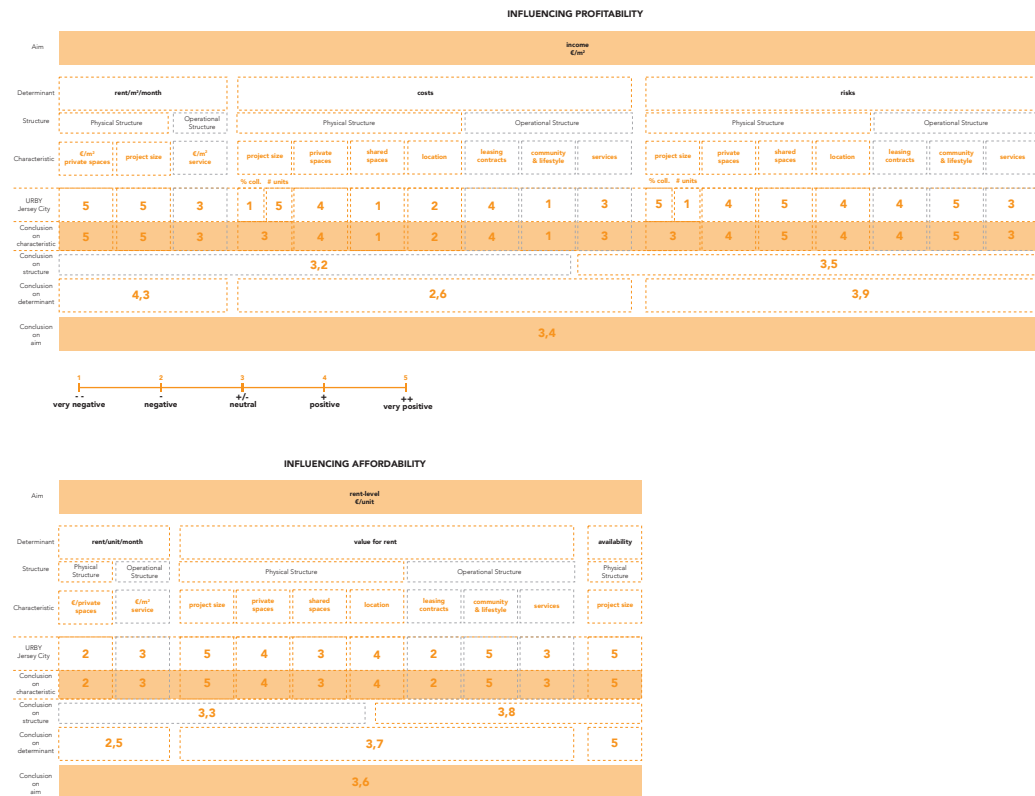 INFLUENCING PROFITABILITY
Aim
income
€/m²
Determinant
rent/m²/month
costs
risks
Structure
Physical Structure
Operational
Structure
Physical Structure
Operational Structure
Physical Structure
Operational Structure
Characteristic
€/m²
private spaces
project size
€/m²
service
project size
private
spaces
shared
spaces
location
leasing
contracts
community
& lifestyle
services
project size
private
spaces
shared
spaces
location
leasing
contracts
community
& lifestyle
services
% coll. # units
% coll. # units
URBY
Jersey City
5 5 3 1 5 4 1 2 4 1 3 5 1 4 5 4 4 5 3
Conclusion
on
characteristic
5 5 3 3 4 1 2 4 1 3 3 4 5 4 4 5 3
Conclusion
on
structure
3,2 3,5
Conclusion
on
determinant
4,3 2,6 3,9
Conclusion
on
aim
3,4
1 2 3 4 5
- - - +/- + ++
very negative negative neutral positive very positive
INFLUENCING AFFORDABILITY
Aim
rent-level
€/unit
Determinant
rent/unit/month
value for rent
availability
Structure
Physical
Structure
Operational
Structure
Physical Structure
Operational Structure
Physical
Structure
Characteristic
€/private
spaces
€/m²
service
project size
private
spaces
shared
spaces
location
leasing
contracts
community
& lifestyle
services
project size
URBY
Jersey City
2 3 5 4 3 4 2 5 3 5
Conclusion
on
characteristic
2 3 5 4 3 4 2 5 3 5
Conclusion
on
structure
3,3 3,8
Conclusion
on
determinant
2,5 3,7 5
Conclusion
on
aim
3,6